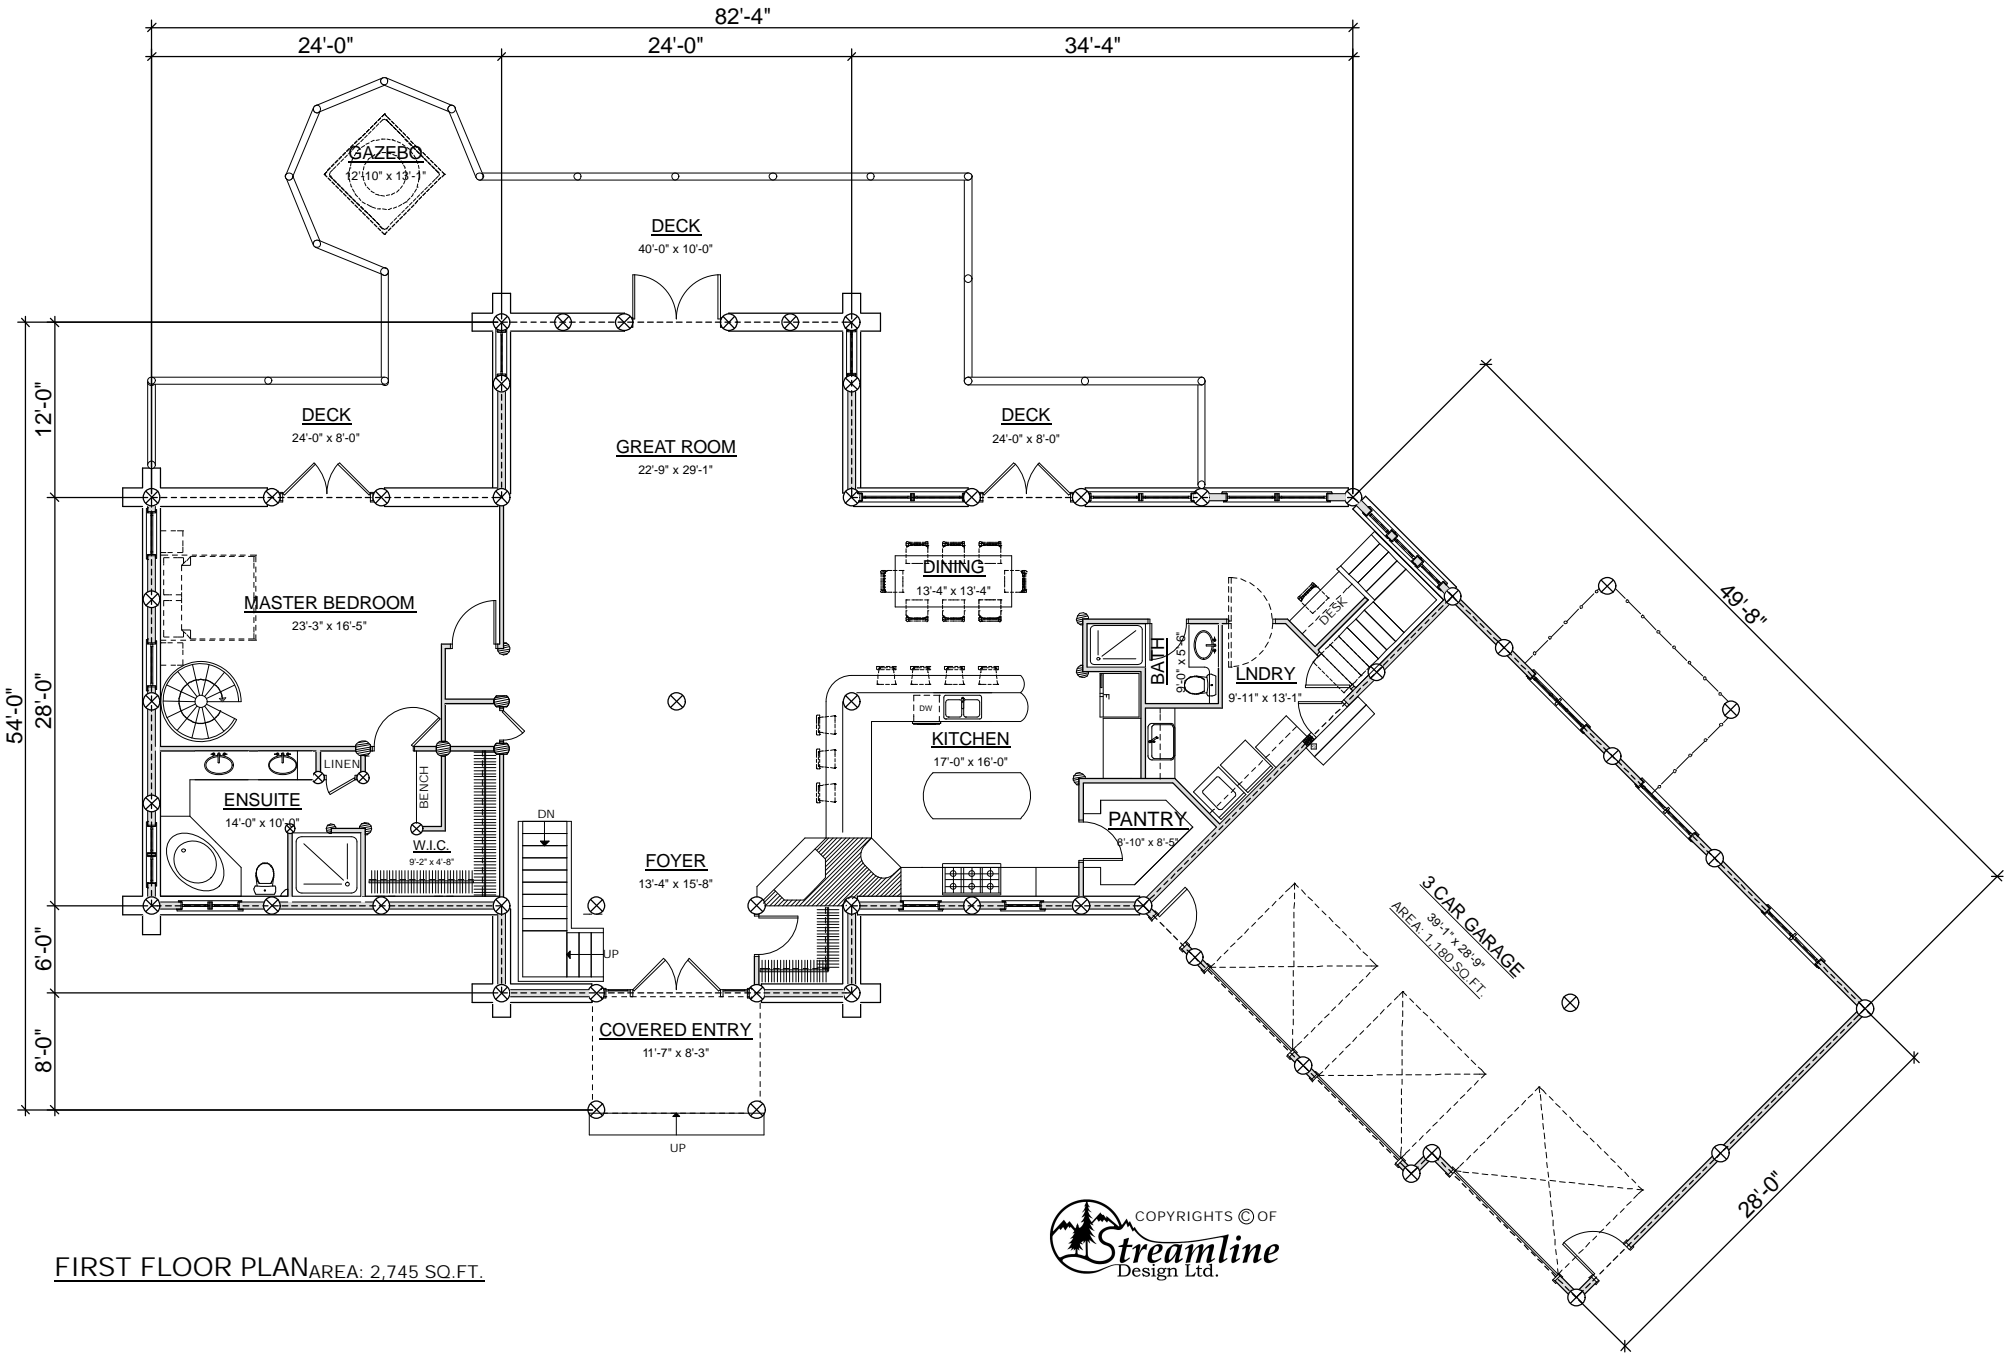 82'-4"
24'-0"
24'-0"
34'-4"
GAZEBO
12'-10" x 13'-1"
DECK
40'-0" x 10'-0"
12'-0"
DECK
24'-0" x 8'-0"
GREAT ROOM
22'-9" x 29'-1"
DECK
24'-0" x 8'-0"
DINING
13'-4" x 13'-4"
MASTER BEDROOM
23'-3" x 16'-5"
DESK
49'-8"
BATH
9'-0" x 5'-6"
LNDRY
9'-11" x 13'-1"
F
54'-0"
28'-0"
DW
KITCHEN
17'-0" x 16'-0"
LINEN
BENCH
ENSUITE
14'-0" x 10'-0"
W.I.C.
9'-2" x 4'-8"
DN
PANTRY
8'-10" x 8'-5"
FOYER
13'-4" x 15'-8"
3 CAR GARAGE
39'-1" x 28'-9"
AREA: 1,180 SQ.FT.
6'-0"
UP
COVERED ENTRY
11'-7" x 8'-3"
8'-0"
UP
28'-0"
COPYRIGHTS © OF
Streamline
Design Ltd.
FIRST FLOOR PLAN AREA: 2,745 SQ.FT.